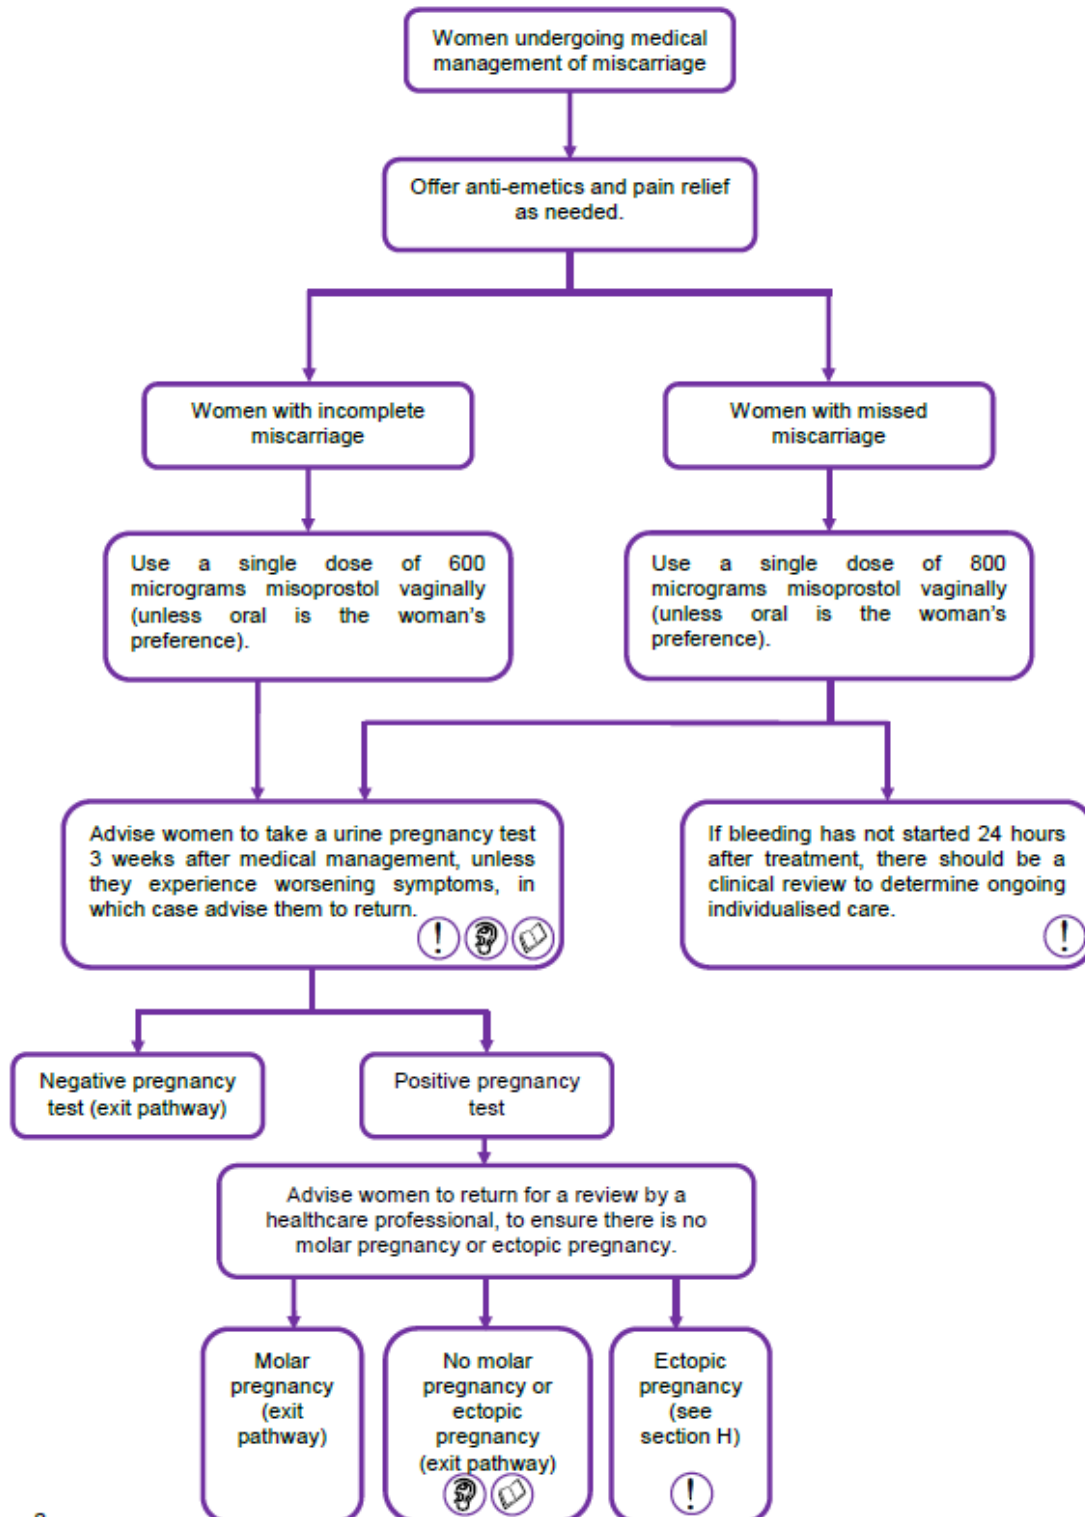 Women undergoing medical
management of miscarriage
Offer anti-emetics and pain relief
as needed.
Women with incomplete
miscarriage
Women with missed
miscarriage
Use a single dose of 600
micrograms misoprostol vaginally
(unless oral is the woman's
preference).
Use a single dose of 800
micrograms misoprostol vaginally
(unless oral is the woman's
preference).
Advise women to take a urine pregnancy test
3 weeks after medical management, unless
they experience worsening symptoms, in
which case advise them to return.
!
If bleeding has not started 24 hours
after treatment, there should be a
clinical review to determine ongoing
individualised care.
!
Negative pregnancy
test (exit pathway)
Positive pregnancy
test
Advise women to return for a review by a
healthcare professional, to ensure there is no
molar pregnancy or ectopic pregnancy.
Molar
pregnancy
(exit
pathway)
No molar
pregnancy or
ectopic
pregnancy
(exit pathway)
Ectopic
pregnancy
(see
section H)
!